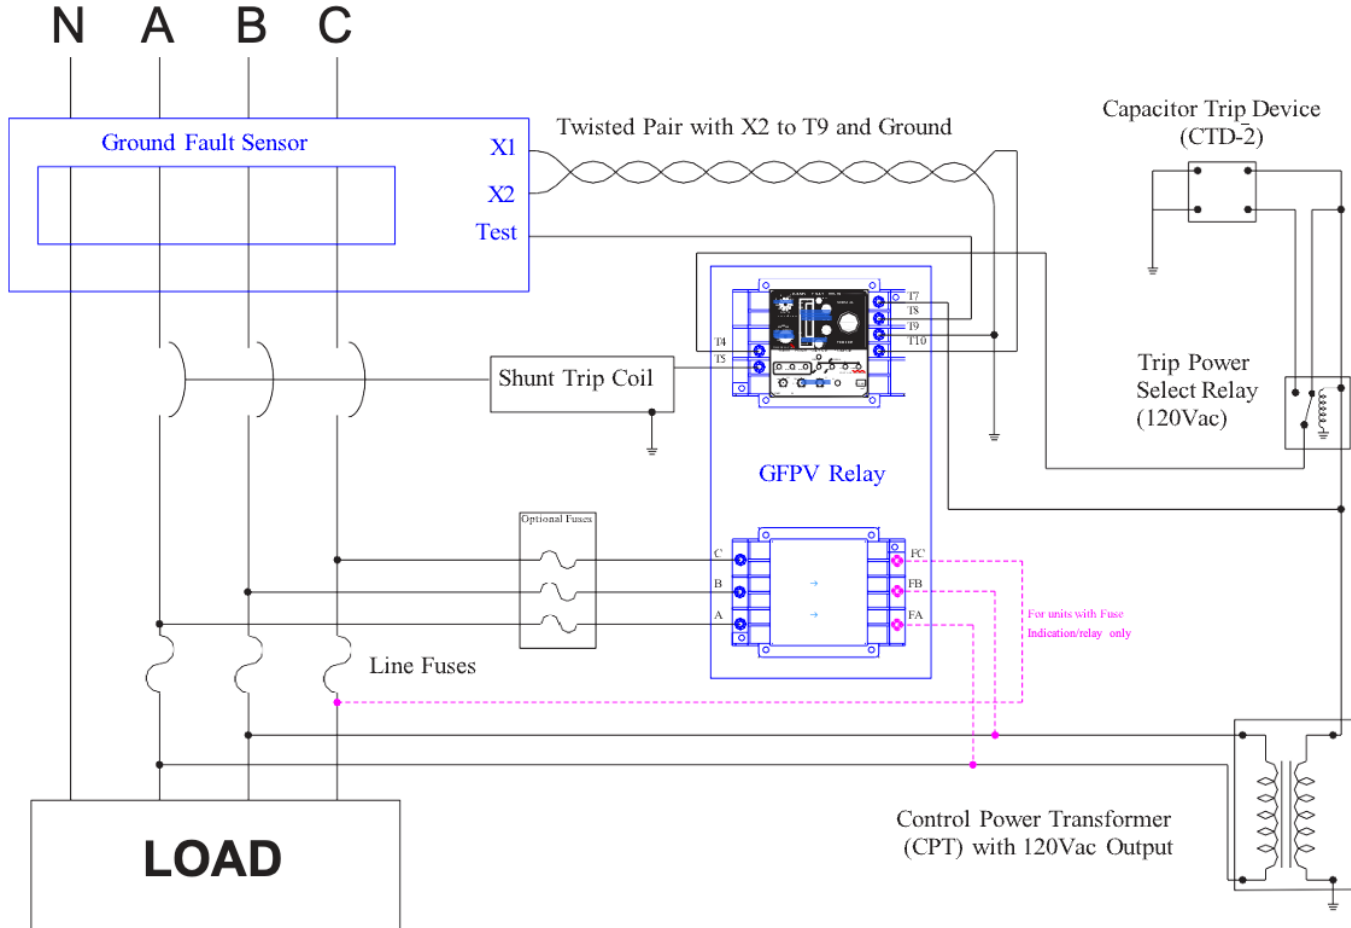 N A B C
Ground Fault Sensor
X1
X2
Test
Twisted Pair with X2 to T9 and Ground
Capacitor Trip Device
(CTD-2)
T7
T8
T9
T10
T4
T5
Shunt Trip Coil
Trip Power
Select Relay
(120Vac)
GFPV Relay
Optional Fuses
C
B
A
FC
FB
FA
For units with Fuse
Indication/relay only
Line Fuses
Control Power Transformer
(CPT) with 120Vac Output
LOAD